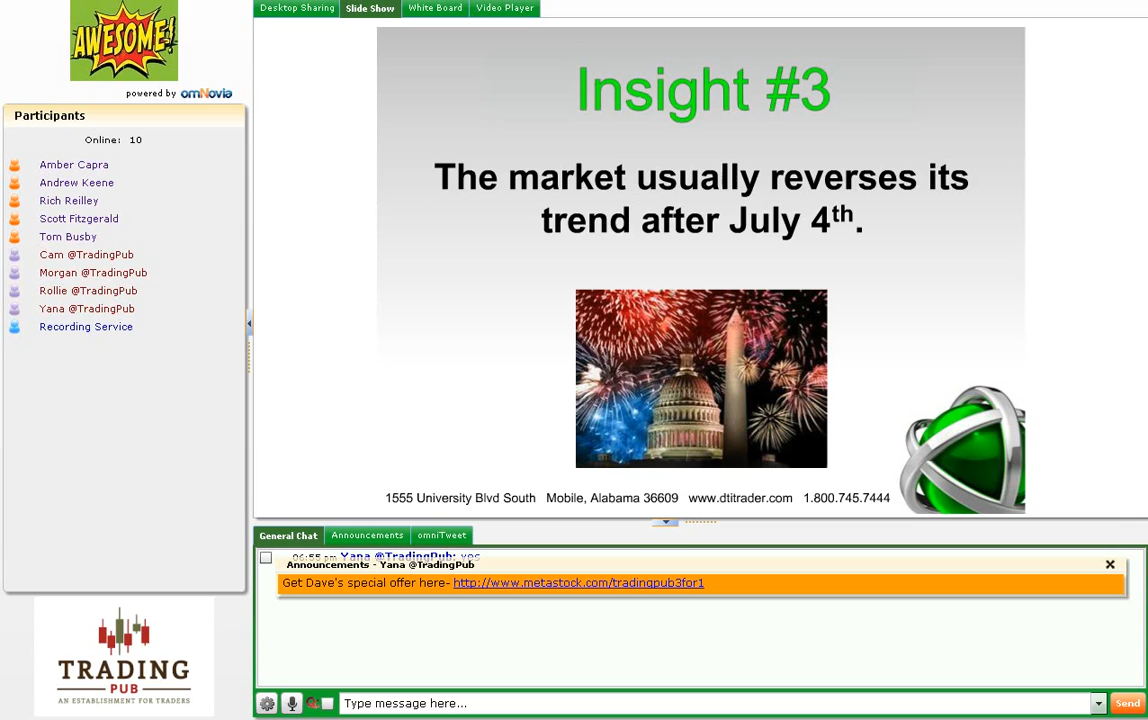 AWESOME!
powered by omNovia
Participants
Online: 10
Amber Capra
Andrew Keene
Rich Reilley
Scott Fitzgerald
Tom Busby
Cam @TradingPub
Morgan @TradingPub
Rollie @TradingPub
Yana @TradingPub
Recording Service
TRADING
PUB
AN ESTABLISHMENT FOR TRADERS
Desktop Sharing Slide Show White Board Video Player
Insight #3
The market usually reverses its
trend after July 4th.
1555 University Blvd South Mobile, Alabama 36609 www.dtitrader.com 1.800.745.7444
General Chat Announcements omniTweet
06:55 pm Yana @TradingPub: yes
Announcements - Yana @TradingPub
Get Dave's special offer here- http://www.metastock.com/tradingpub3for1
Type message here...
Send